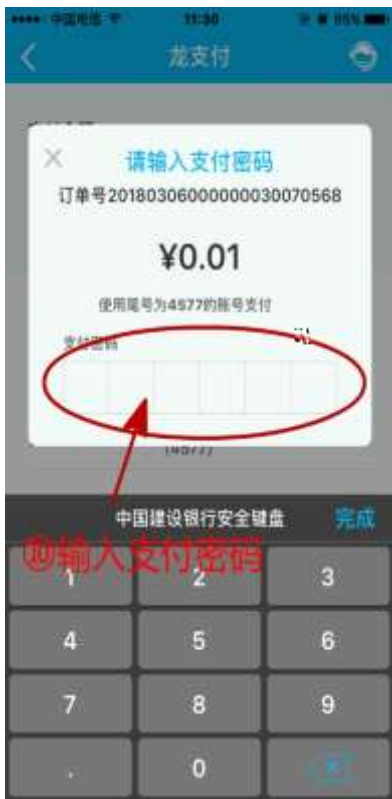 中国电信 11:30 95%
龙支付
请输入支付密码
订单号20180306000000030070568
¥0.01
使用尾号为4577的账号支付
支付密码
(4577)
中国建设银行安全键盘 完成
⑩输入支付密码
1 2 3
4 5 6
7 8 9
. 0